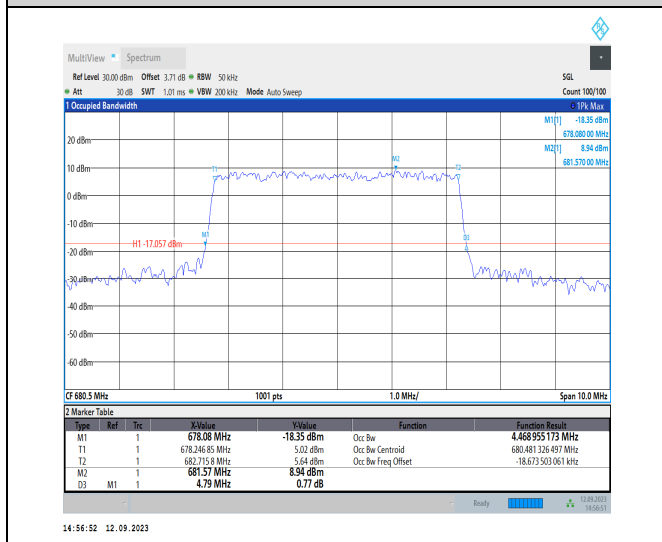 MultiView Spectrum
Ref Level 30.00 dBm Offset 3.71 dB RBW 50 kHz SGL
Att 30 dB SWT 1.01 ms VBW 200 kHz Mode Auto Sweep Count 100/100
1 Occupied Bandwidth 1Pk Max
M1[1] -18.35 dBm
678.080 00 MHz
M2[1] 8.94 dBm
681.570 00 MHz
20 dBm
M2
T1 T2
10 dBm
0 dBm
-10 dBm
M1 D3
H1 -17.057 dBm
-20 dBm
-30 dBm
-40 dBm
-50 dBm
-60 dBm
CF 680.5 MHz 1001 pts 1.0 MHz/ Span 10.0 MHz
2 Marker Table
Type Ref Trc X-Value Y-Value Function Function Result
M1 1 678.08 MHz -18.35 dBm Occ Bw 4.468 955 173 MHz
T1 1 678.246 85 MHz 5.02 dBm Occ Bw Centroid 680.481 326 497 MHz
T2 1 682.715 8 MHz 5.64 dBm Occ Bw Freq Offset -18.673 503 061 kHz
M2 1 681.57 MHz 8.94 dBm
D3 M1 1 4.79 MHz 0.77 dB
Ready 12.09.2023
14:56:51
14:56:52 12.09.2023